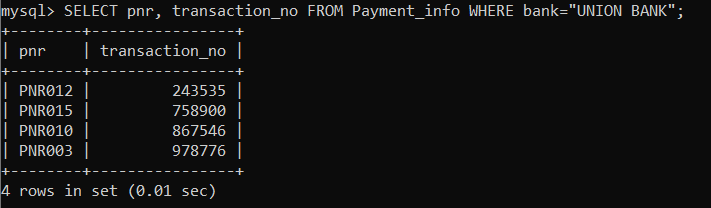 mysql> SELECT pnr, transaction_no FROM Payment_info WHERE bank="UNION BANK";
+--------+----------------+
| pnr    | transaction_no |
+--------+----------------+
| PNR012 |         243535 |
| PNR015 |         758900 |
| PNR010 |         867546 |
| PNR003 |         978776 |
+--------+----------------+
4 rows in set (0.01 sec)